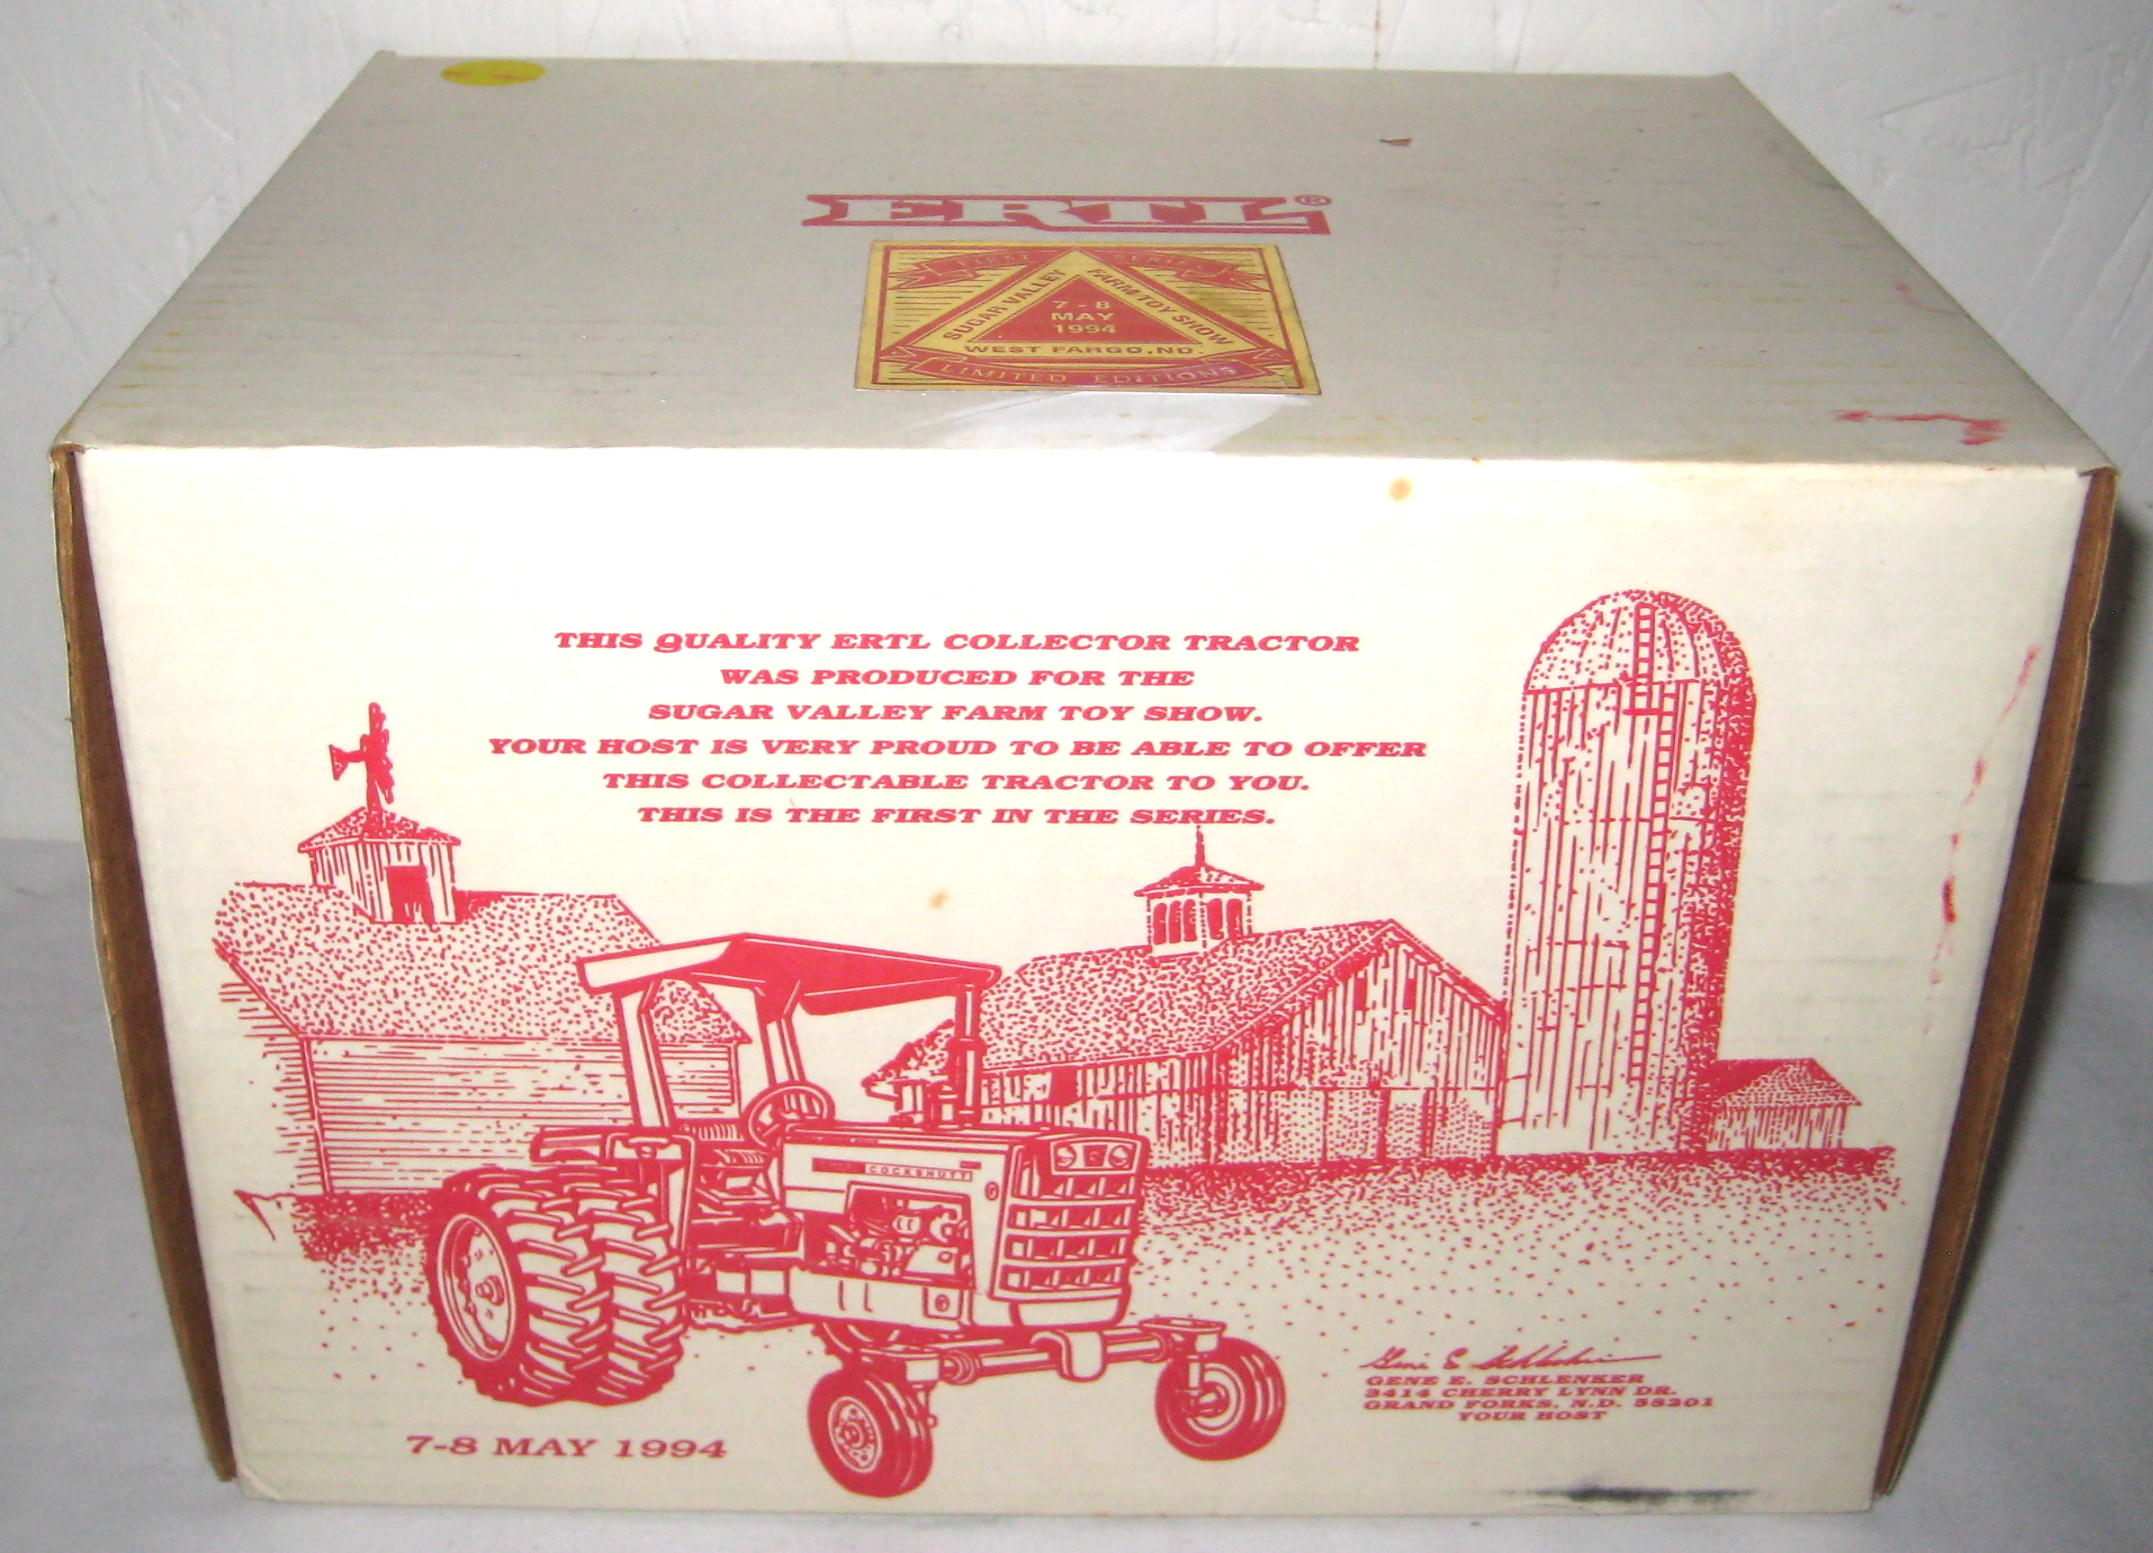 ERTL®
FIRST SERIES
SUGAR VALLEY FARM TOY SHOW
7 - 8
MAY
1994
WEST FARGO, ND.
LIMITED EDITIONS
THIS QUALITY ERTL COLLECTOR TRACTOR
WAS PRODUCED FOR THE
SUGAR VALLEY FARM TOY SHOW.
YOUR HOST IS VERY PROUD TO BE ABLE TO OFFER
THIS COLLECTABLE TRACTOR TO YOU.
THIS IS THE FIRST IN THE SERIES.
COCKSHUTT
Gene E. Schlenker
GENE E. SCHLENKER
3414 CHERRY LYNN DR.
GRAND FORKS, N.D. 58201
YOUR HOST
7-8 MAY 1994